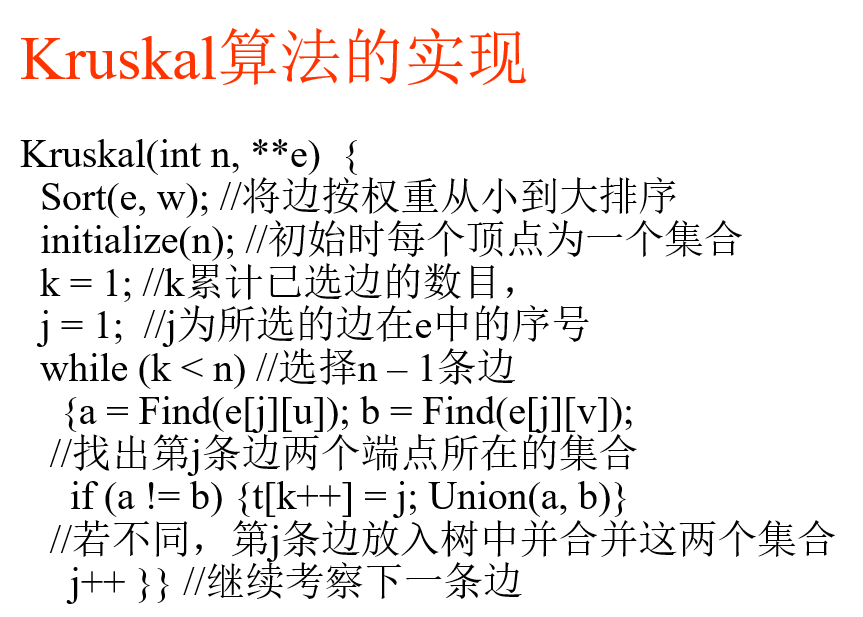 Kruskal算法的实现
Kruskal(int n, **e)  {
Sort(e, w); //将边按权重从小到大排序
initialize(n); //初始时每个顶点为一个集合
k = 1; //k累计已选边的数目，
j = 1;  //j为所选的边在e中的序号
while (k < n) //选择n – 1条边
{a = Find(e[j][u]); b = Find(e[j][v]);
//找出第j条边两个端点所在的集合
if (a != b) {t[k++] = j; Union(a, b)}
//若不同，第j条边放入树中并合并这两个集合
j++ }} //继续考察下一条边